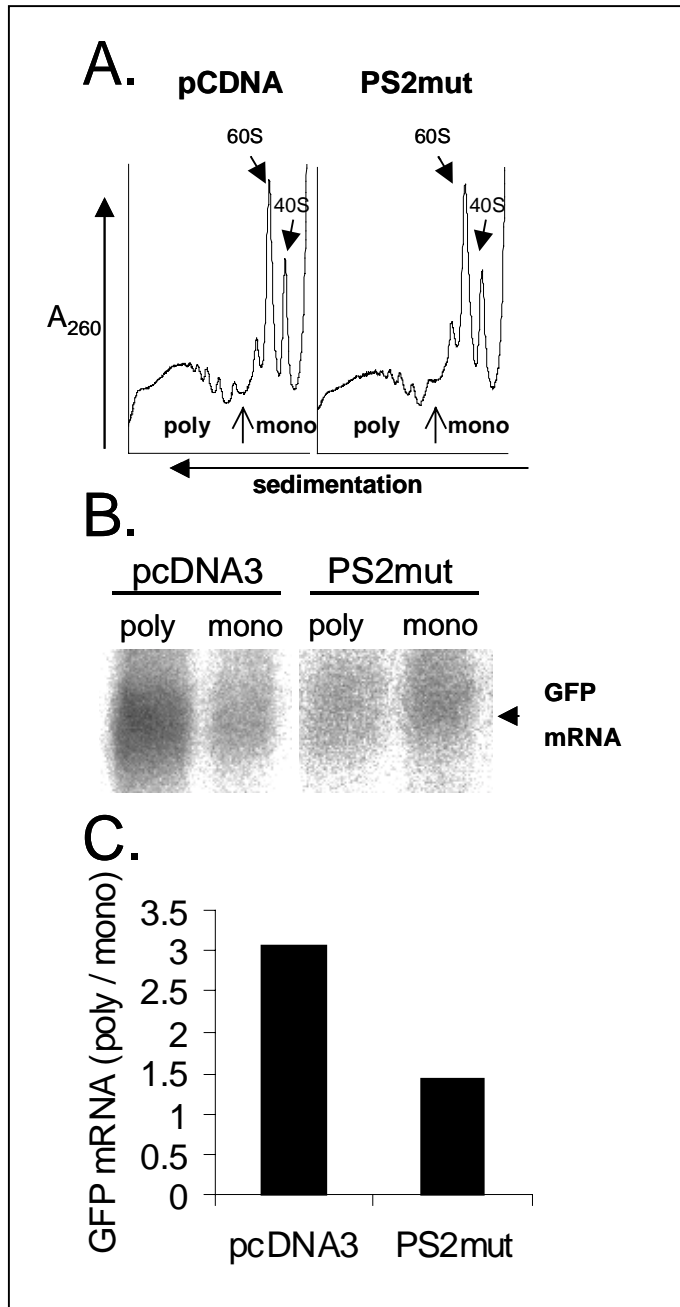 A.
pCDNA PS2mut
60S 60S
40S 40S
A260
poly mono poly mono
sedimentation
B.
pcDNA3 PS2mut
poly mono poly mono
GFP
mRNA
C.
GFP mRNA (poly / mono)
3.5
3
2.5
2
1.5
1
0.5
0
pcDNA3 PS2mut